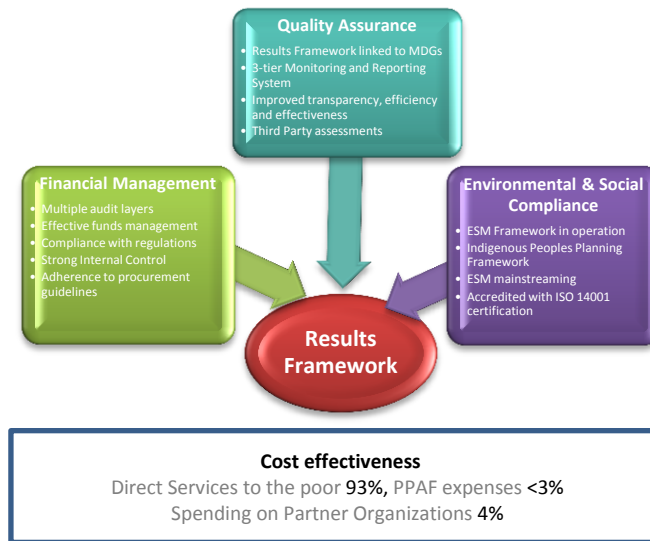 Quality Assurance
• Results Framework linked to MDGs
• 3-tier Monitoring and Reporting
System
• Improved transparency, efficiency
and effectiveness
• Third Party assessments
Financial Management
• Multiple audit layers
• Effective funds management
• Compliance with regulations
• Strong Internal Control
• Adherence to procurement
guidelines
Environmental & Social
Compliance
• ESM Framework in operation
• Indigenous Peoples Planning
Framework
• ESM mainstreaming
• Accredited with ISO 14001
certification
Results
Framework
Cost effectiveness
Direct Services to the poor 93%, PPAF expenses <3%
Spending on Partner Organizations 4%